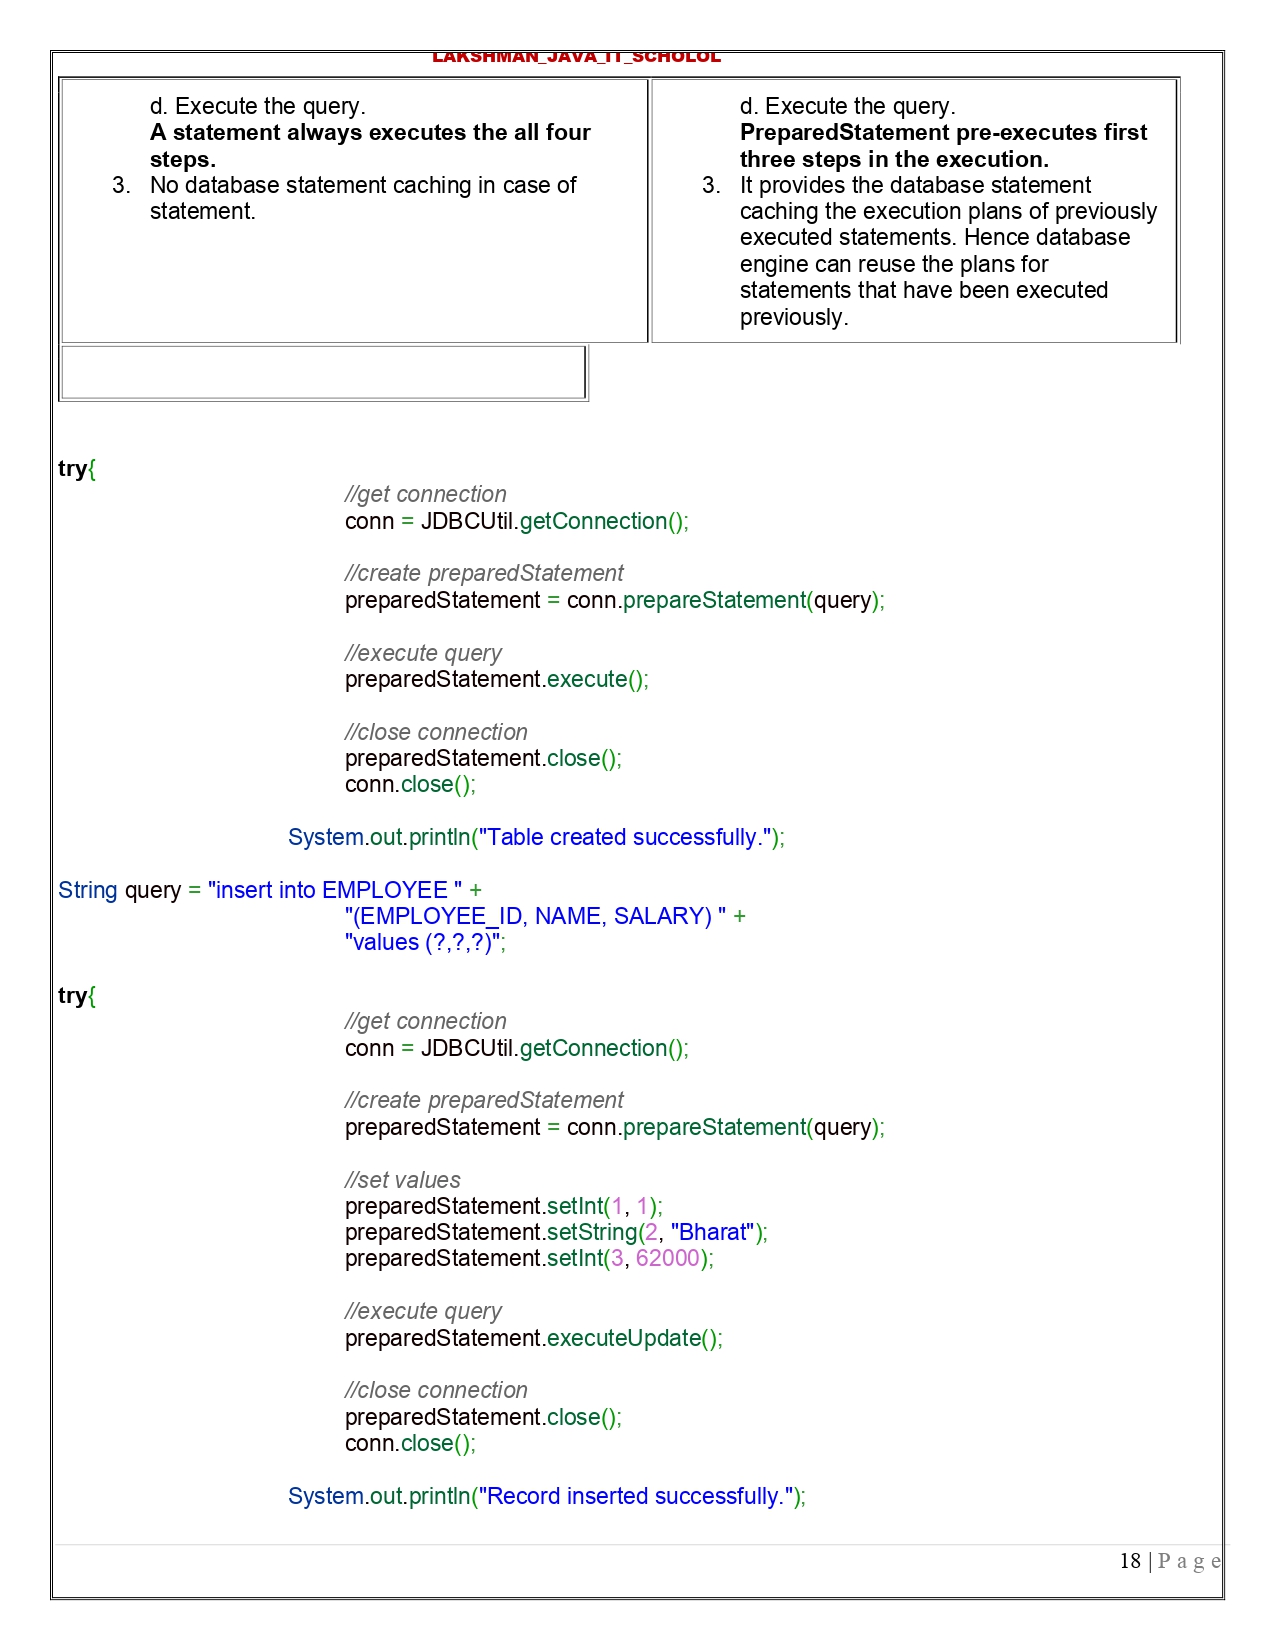 LAKSHMAN_JAVA_IT_SCHOLOL
d. Execute the query.
A statement always executes the all four
steps.
3. No database statement caching in case of
statement.
d. Execute the query.
PreparedStatement pre-executes first
three steps in the execution.
3. It provides the database statement
caching the execution plans of previously
executed statements. Hence database
engine can reuse the plans for
statements that have been executed
previously.
try{
//get connection
conn = JDBCUtil.getConnection();
//create preparedStatement
preparedStatement = conn.prepareStatement(query);
//execute query
preparedStatement.execute();
//close connection
preparedStatement.close();
conn.close();
System.out.println("Table created successfully.");
String query = "insert into EMPLOYEE " +
"(EMPLOYEE_ID, NAME, SALARY) " +
"values (?,?,?)";
try{
//get connection
conn = JDBCUtil.getConnection();
//create preparedStatement
preparedStatement = conn.prepareStatement(query);
//set values
preparedStatement.setInt(1, 1);
preparedStatement.setString(2, "Bharat");
preparedStatement.setInt(3, 62000);
//execute query
preparedStatement.executeUpdate();
//close connection
preparedStatement.close();
conn.close();
System.out.println("Record inserted successfully.");
18 | P a g e